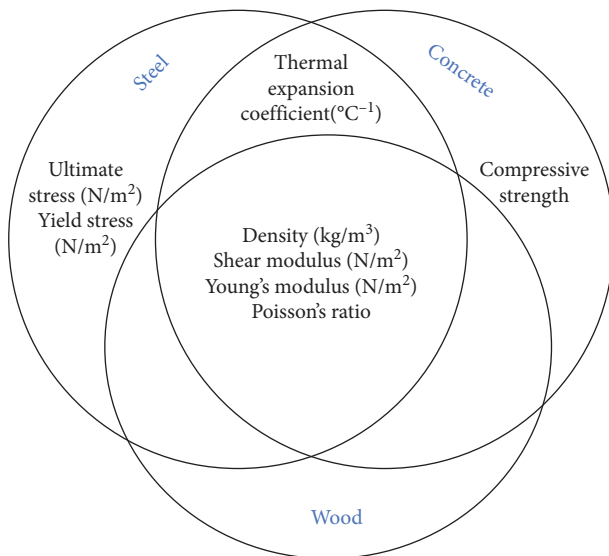 Steel
Concrete
Thermal
expansion
coefficient(°C⁻¹)
Ultimate
stress (N/m²)
Yield stress
(N/m²)
Compressive
strength
Density (kg/m³)
Shear modulus (N/m²)
Young's modulus (N/m²)
Poisson's ratio
Wood